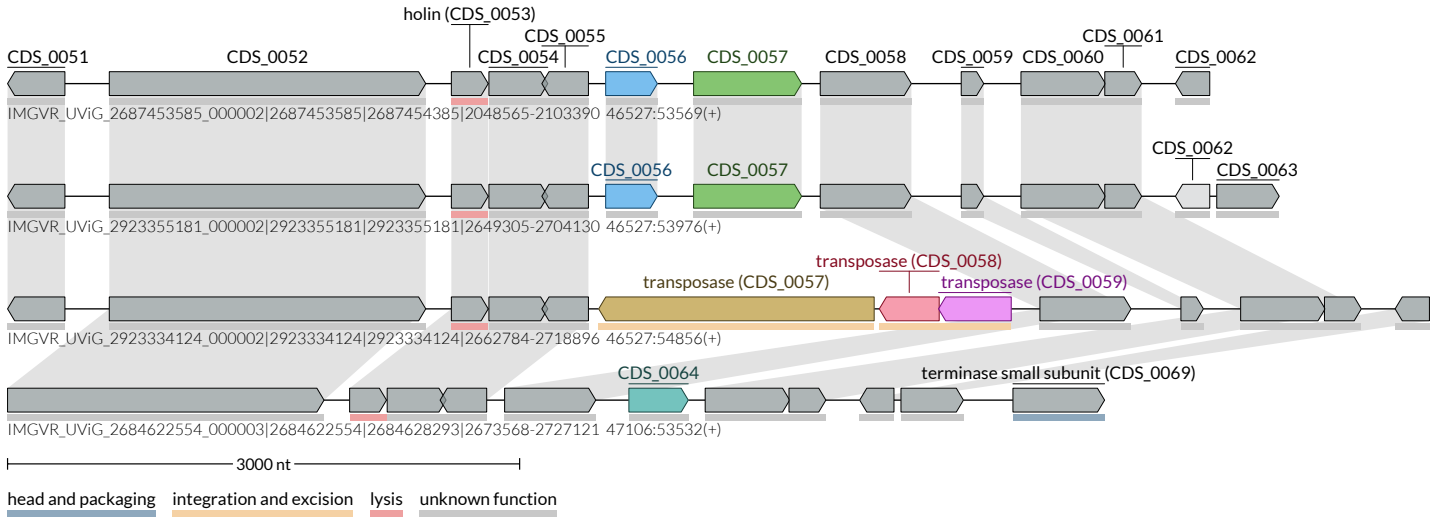 holin (CDS_0053)
CDS_0055 CDS_0061
CDS_0051 CDS_0052 CDS_0054 CDS_0056 CDS_0057 CDS_0058 CDS_0059 CDS_0060 CDS_0062
IMGVR_UViG_2687453585_000002|2687453585|2687454385|2048565-2103390 46527:53569(+)
CDS_0062
CDS_0056 CDS_0057 CDS_0063
IMGVR_UViG_2923355181_000002|2923355181|2923355181|2649305-2704130 46527:53976(+)
transposase (CDS_0058)
transposase (CDS_0057) transposase (CDS_0059)
IMGVR_UViG_2923334124_000002|2923334124|2923334124|2662784-2718896 46527:54856(+)
CDS_0064 terminase small subunit (CDS_0069)
IMGVR_UViG_2684622554_000003|2684622554|2684628293|2673568-2727121 47106:53532(+)
3000 nt
head and packaging integration and excision lysis unknown function